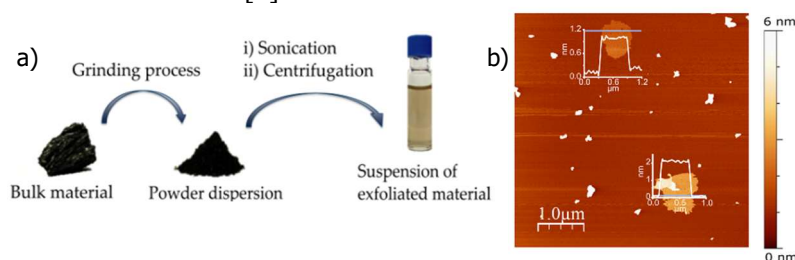 a)
Grinding process
i) Sonication
ii) Centrifugation
Bulk material
Powder dispersion
Suspension of
exfoliated material
b)
1.2
0.6
0.0
nm
0.0
0.6
1.2
µm
2
1
0
nm
0.0
0.6
1.0
µm
1.0µm
6 nm
0 nm